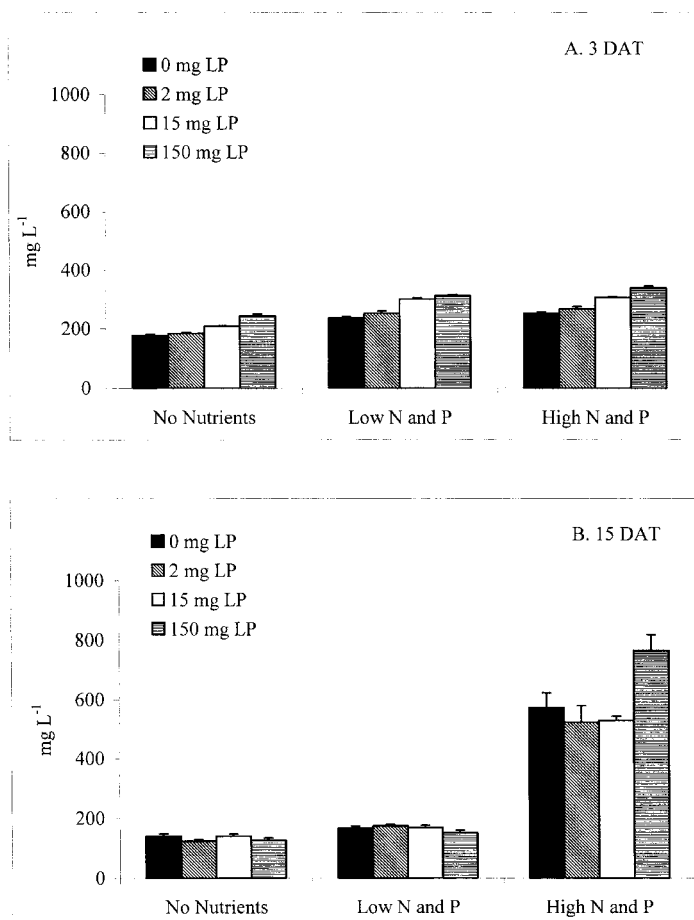 A. 3 DAT
0 mg LP
2 mg LP
15 mg LP
150 mg LP
1000
800
600
400
200
0
mg L-1
No Nutrients Low N and P High N and P
B. 15 DAT
0 mg LP
2 mg LP
15 mg LP
150 mg LP
1000
800
600
400
200
0
mg L-1
No Nutrients Low N and P High N and P